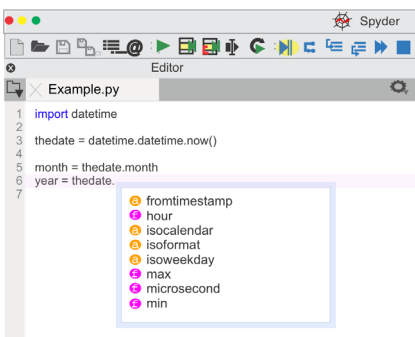 Spyder
Editor
Example.py
1 import datetime
2
3 thedate = datetime.datetime.now()
4
5 month = thedate.month
6 year = thedate.
7
a fromtimestamp
f hour
a isocalendar
a isoformat
a isoweekday
f max
f microsecond
f min